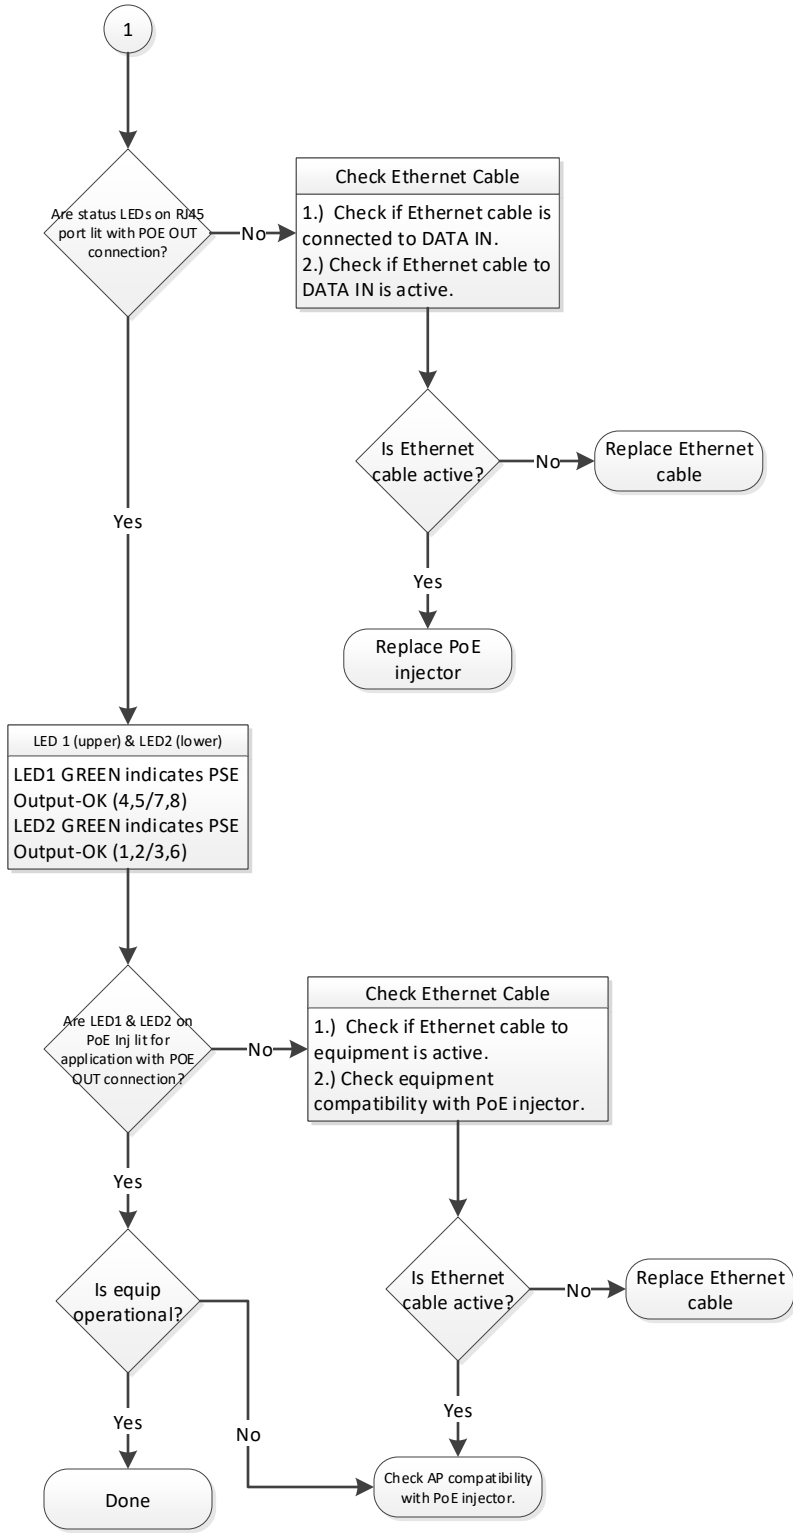 1
Are status LEDs on RJ45
port lit with POE OUT
connection?
No
Check Ethernet Cable
1.) Check if Ethernet cable is
connected to DATA IN.
2.) Check if Ethernet cable to
DATA IN is active.
Is Ethernet
cable active?
No
Replace Ethernet
cable
Yes
Yes
Replace PoE
injector
LED 1 (upper) & LED2 (lower)
LED1 GREEN indicates PSE
Output-OK (4,5/7,8)
LED2 GREEN indicates PSE
Output-OK (1,2/3,6)
Are LED1 & LED2 on
PoE Inj lit for
application with POE
OUT connection?
No
Check Ethernet Cable
1.) Check if Ethernet cable to
equipment is active.
2.) Check equipment
compatibility with PoE injector.
Yes
Is equip
operational?
Is Ethernet
cable active?
No
Replace Ethernet
cable
Yes
No
Yes
Done
Check AP compatibility
with PoE injector.